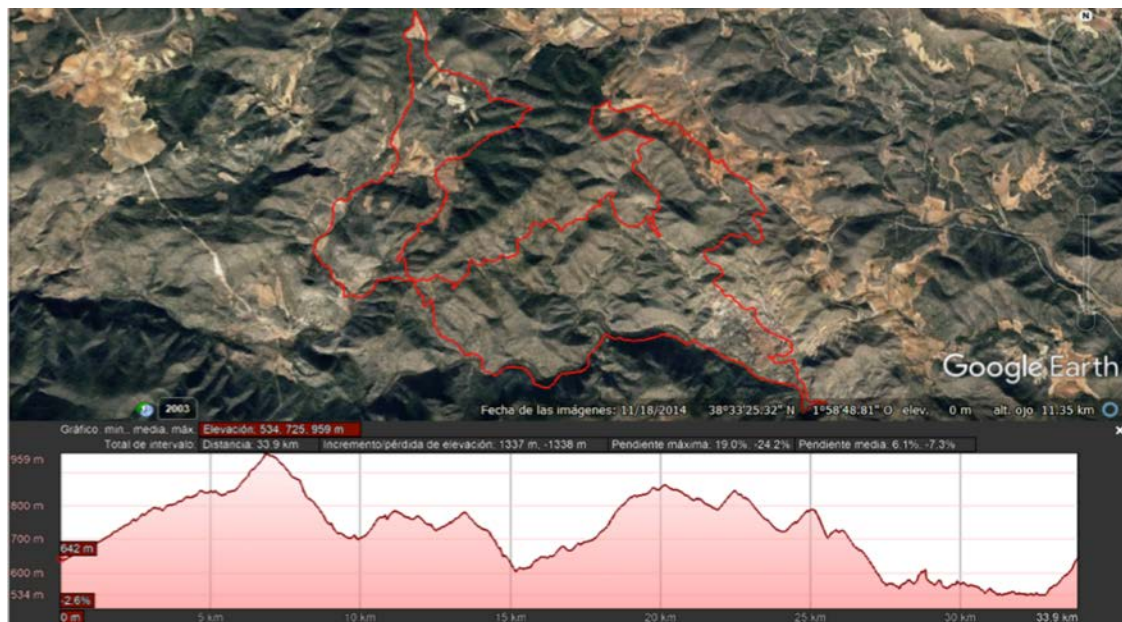 N
Google Earth
2003
Fecha de las imágenes: 11/18/2014 38°33'25.32" N 1°58'48.81" O elev. 0 m alt. ojo 11.35 km
Gráfico: mín., media, máx. Elevación: 534, 725, 959 m
Total de intervalo: Distancia: 33.9 km Incremento/pérdida de elevación: 1337 m, -1338 m Pendiente máxima: 19.0%, -24.2% Pendiente media: 6.1%, -7.3%
959 m
800 m
700 m
642 m
600 m
534 m
-2.6%
0 m 5 km 10 km 15 km 20 km 25 km 30 km 33.9 km